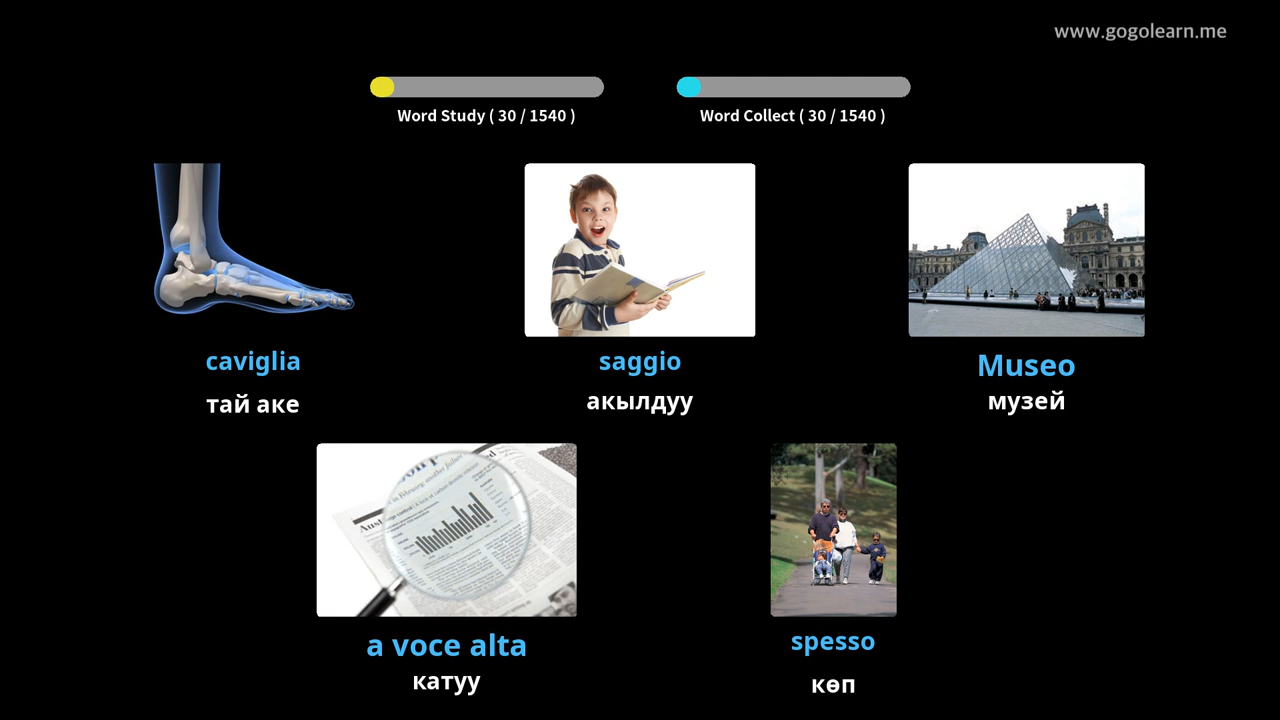 www.gogolearn.me
Word Study ( 30 / 1540 )
Word Collect ( 30 / 1540 )
caviglia
тай аке
saggio
акылдуу
Museo
музей
a voce alta
катуу
spesso
көп